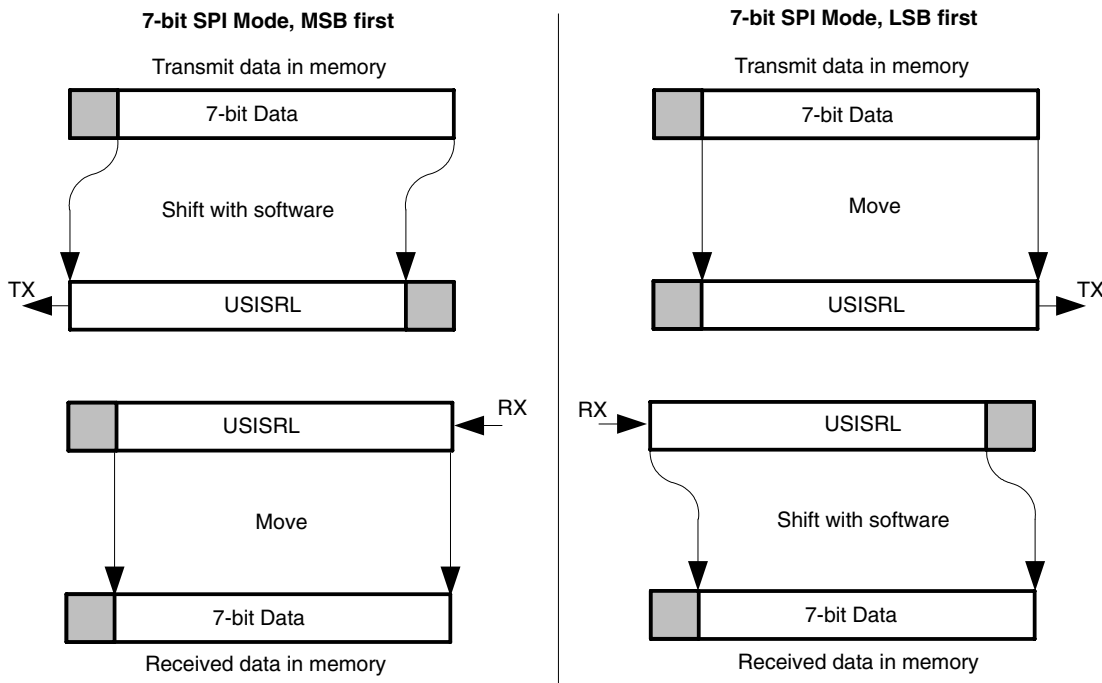 7-bit SPI Mode, MSB first
Transmit data in memory
7-bit Data
Shift with software
TX
USISRL
RX
USISRL
Move
7-bit Data
Received data in memory
7-bit SPI Mode, LSB first
Transmit data in memory
7-bit Data
Move
USISRL
TX
RX
USISRL
Shift with software
7-bit Data
Received data in memory